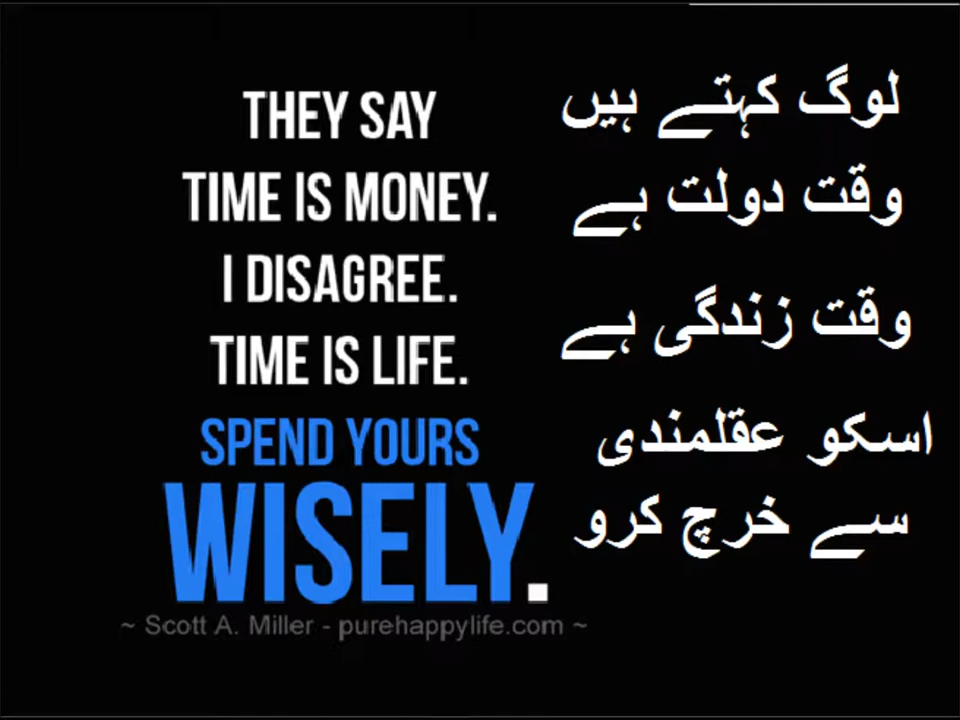 THEY SAY
TIME IS MONEY.
I DISAGREE.
TIME IS LIFE.
SPEND YOURS
WISELY.
~ Scott A. Miller - purehappylife.com ~
لوگ کہتے ہیں
وقت دولت ہے
وقت زندگی ہے
اسکو عقلمندی
سے خرچ کرو